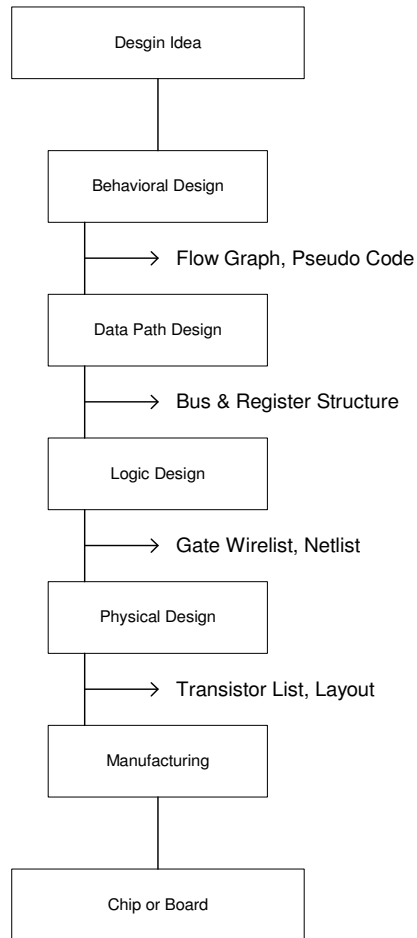 Desgin Idea
Behavioral Design
Flow Graph, Pseudo Code
Data Path Design
Bus & Register Structure
Logic Design
Gate Wirelist, Netlist
Physical Design
Transistor List, Layout
Manufacturing
Chip or Board